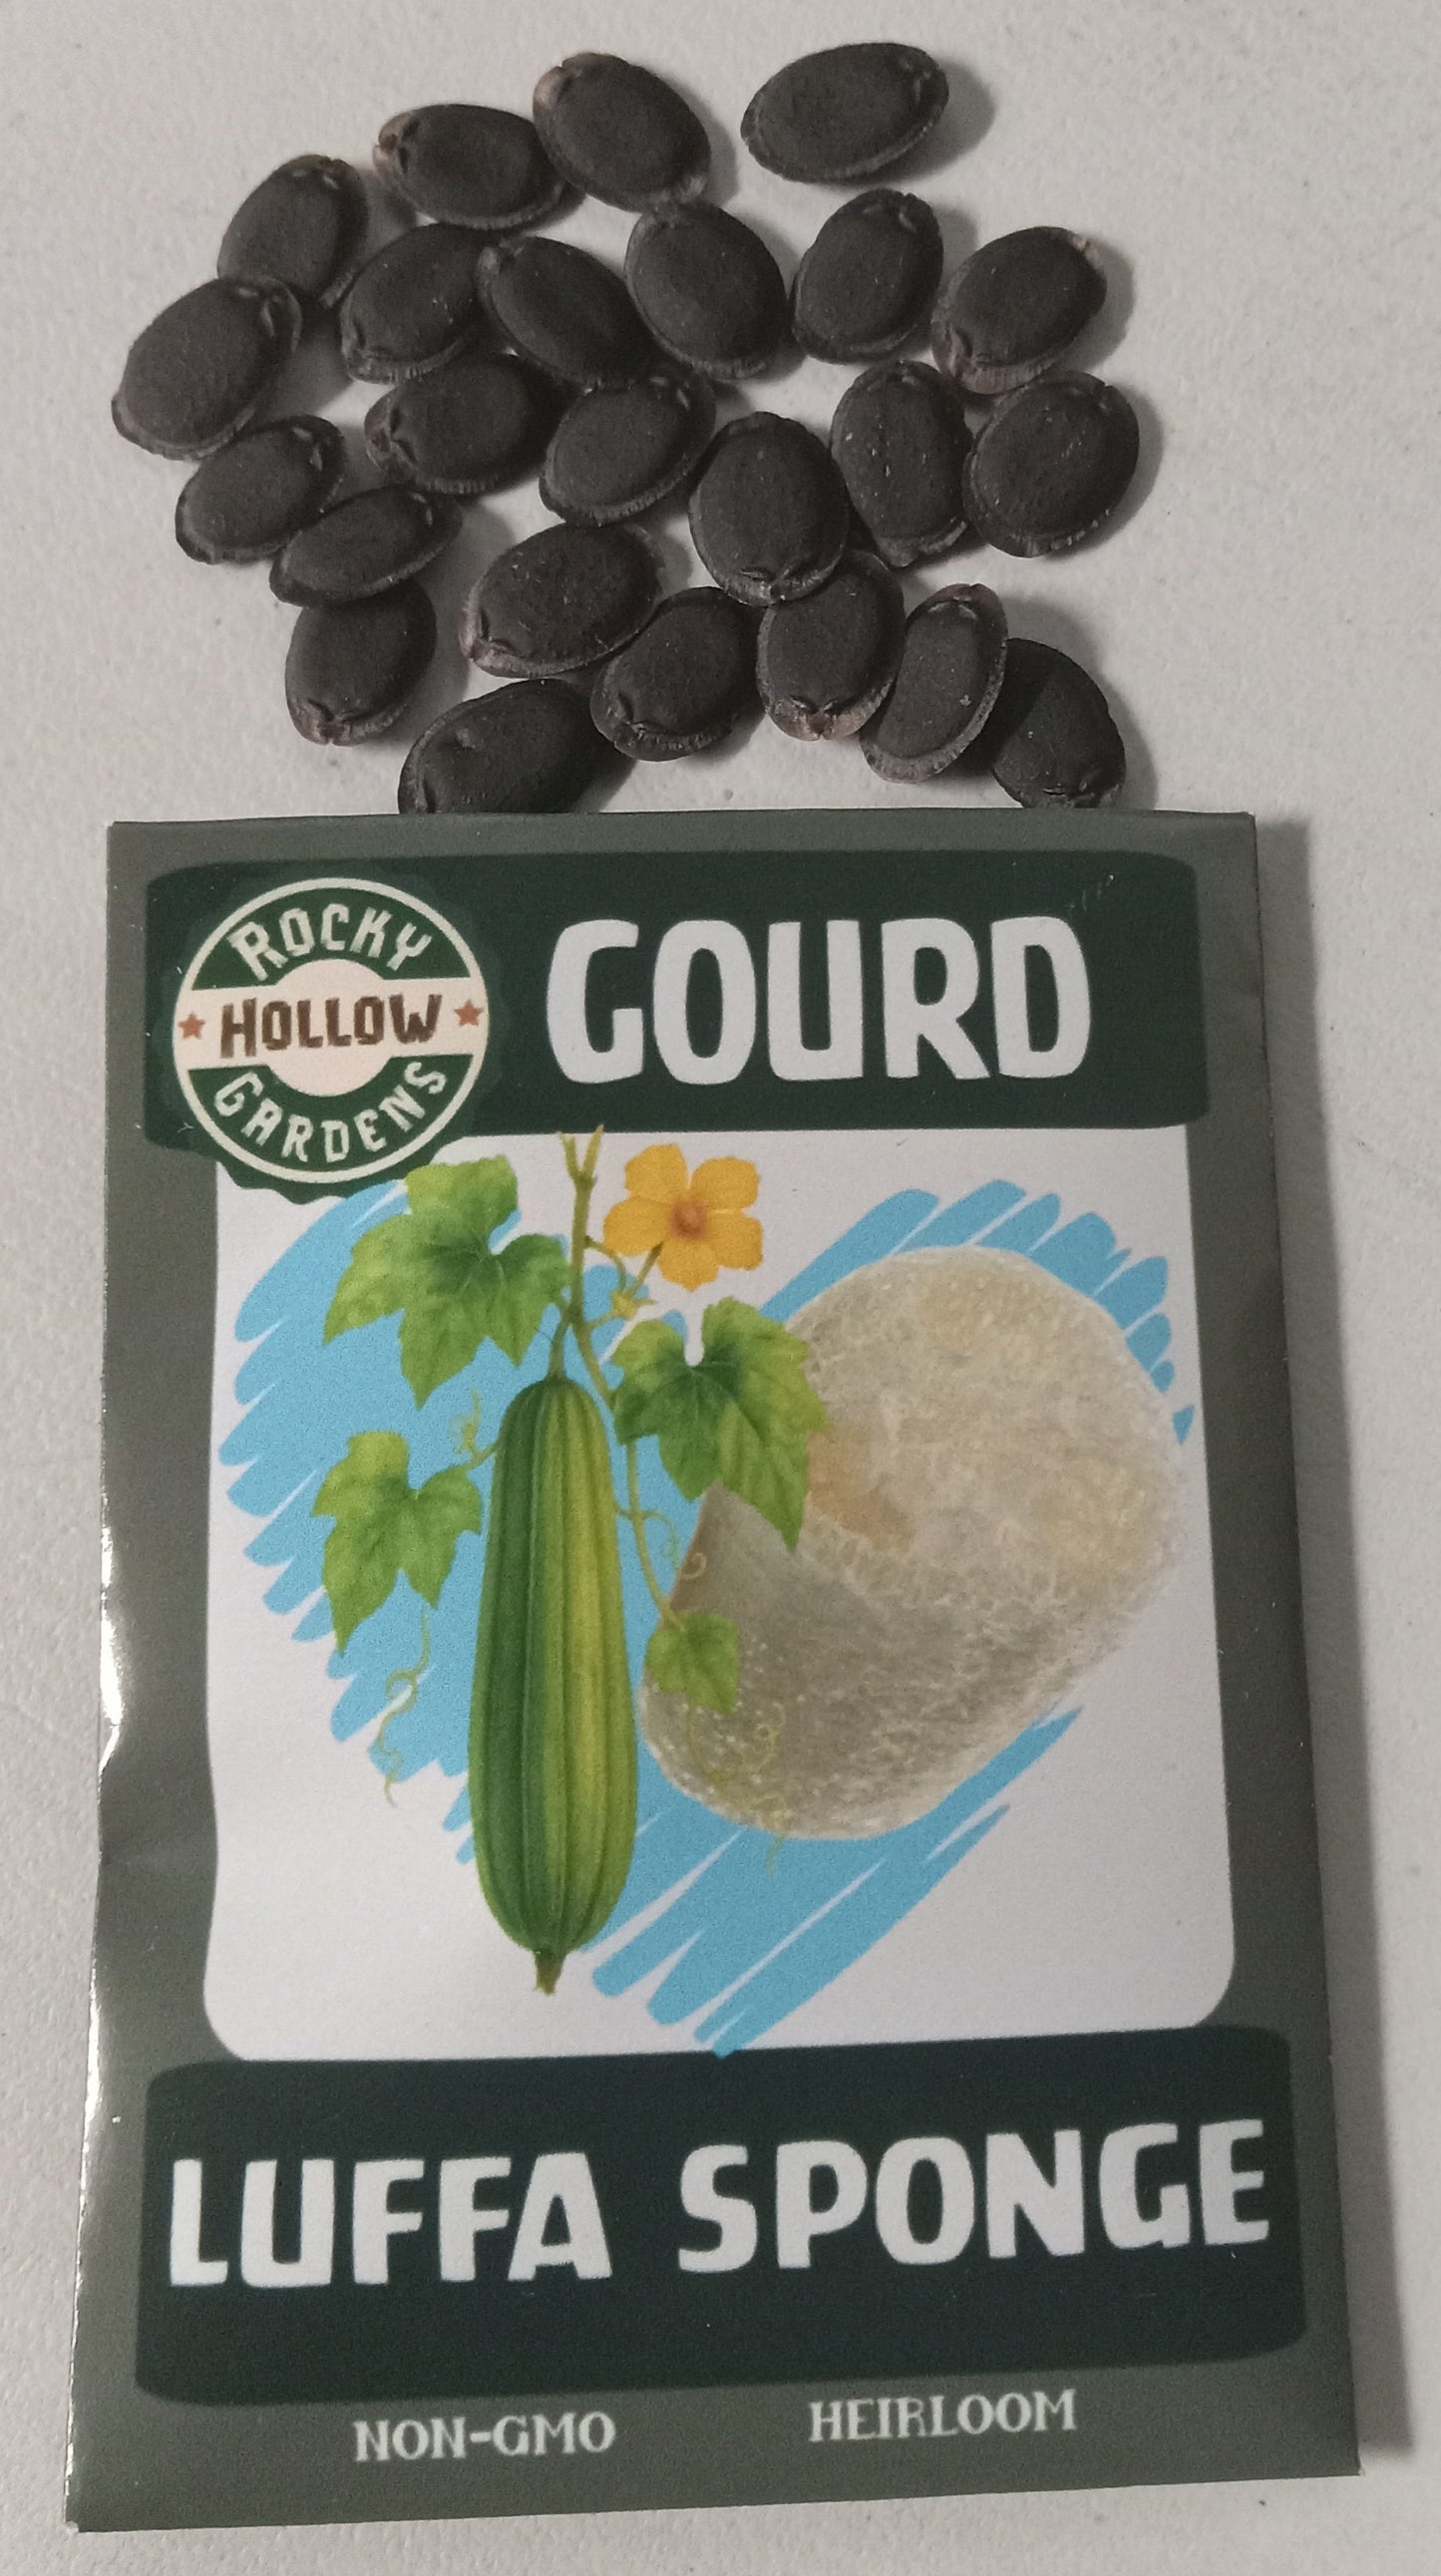 ROCKY
HOLLOW
GARDENS
GOURD
LUFFA SPONGE
NON-GMO
HEIRLOOM